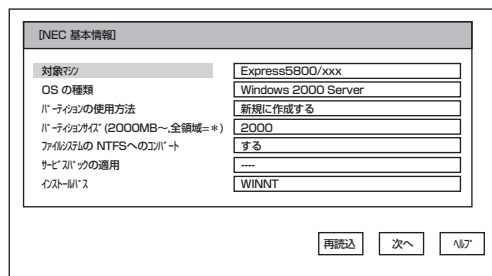 [NEC 基本情報]
対象ﾏｼﾝ Express5800/xxx
OS の種類 Windows 2000 Server
ﾊﾟｰﾃｨｼｮﾝの使用方法 新規に作成する
ﾊﾟｰﾃｨｼｮﾝｻｲｽﾞ(2000MB～,全領域=＊) 2000
ﾌｧｲﾙｼｽﾃﾑの NTFSへのｺﾝﾊﾞｰﾄ する
ｻｰﾋﾞｽﾊﾟｯｸの適用 ----
ｲﾝｽﾄｰﾙﾊﾟｽ WINNT
再読込 次へ ﾍﾙﾌﾟ